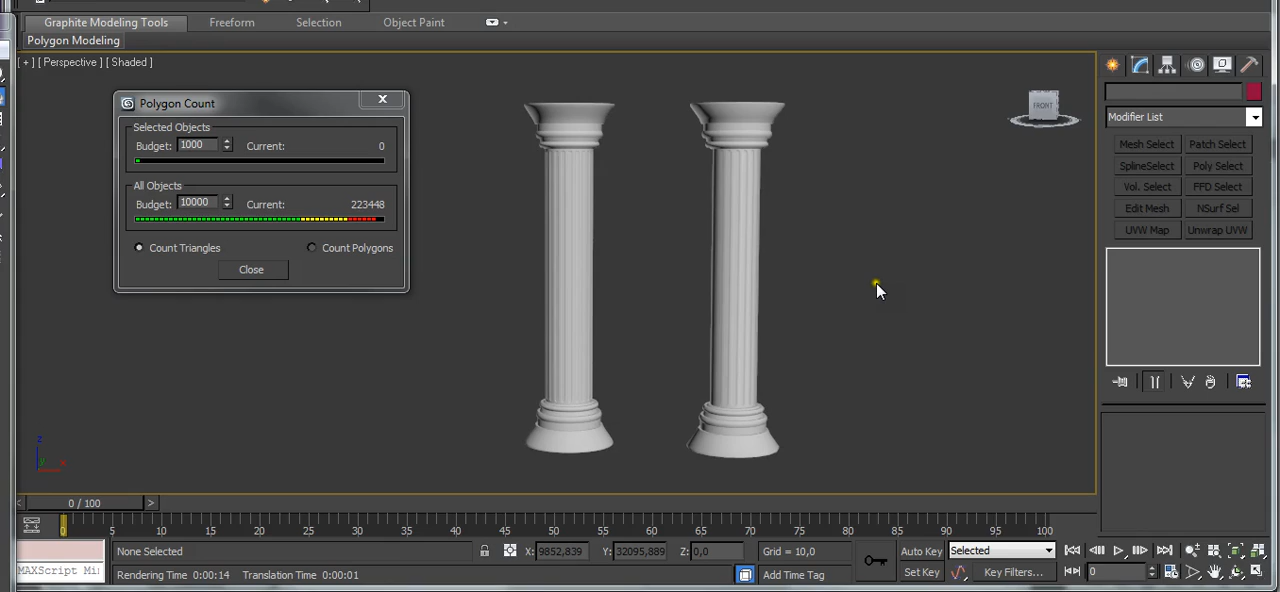 Graphite Modeling Tools Freeform Selection Object Paint
Polygon Modeling
[ + ] [ Perspective ] [ Shaded ]
Polygon Count
Selected Objects
Budget: 1000 Current: 0
All Objects
Budget: 10000 Current: 223448
Count Triangles Count Polygons
Close
FRONT
Modifier List
Mesh Select Patch Select
SplineSelect Poly Select
Vol. Select FFD Select
Edit Mesh NSurf Sel
UVW Map Unwrap UVW
z
y x
< 0 / 100 >
0 5 10 15 20 25 30 35 40 45 50 55 60 65 70 75 80 85 90 95 100
None Selected X: 9852,839 Y: 32095,889 Z: 0,0 Grid = 10,0 Auto Key Selected
MAXScript Mi Rendering Time 0:00:14 Translation Time 0:00:01 Add Time Tag Set Key Key Filters... 0